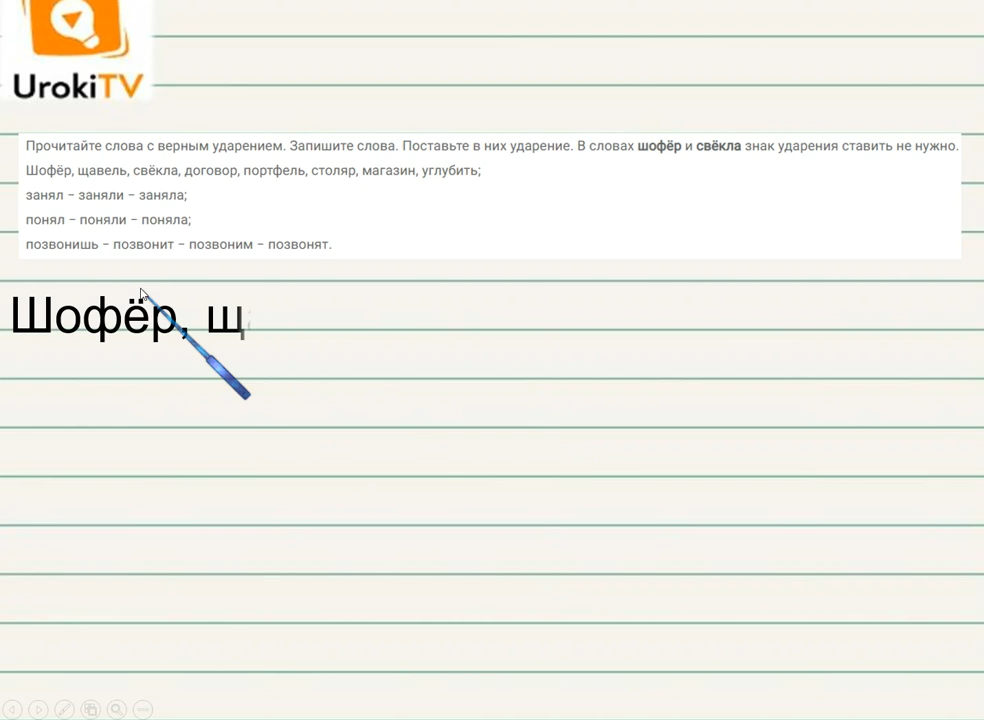 UrokiTV
Прочитайте слова с верным ударением. Запишите слова. Поставьте в них ударение. В словах шофёр и свёкла знак ударения ставить не нужно.
Шофёр, щавель, свёкла, договор, портфель, столяр, магазин, углубить;
занял − заняли − заняла;
понял − поняли − поняла;
позвонишь − позвонит − позвоним − позвонят.
Шофёр, щ